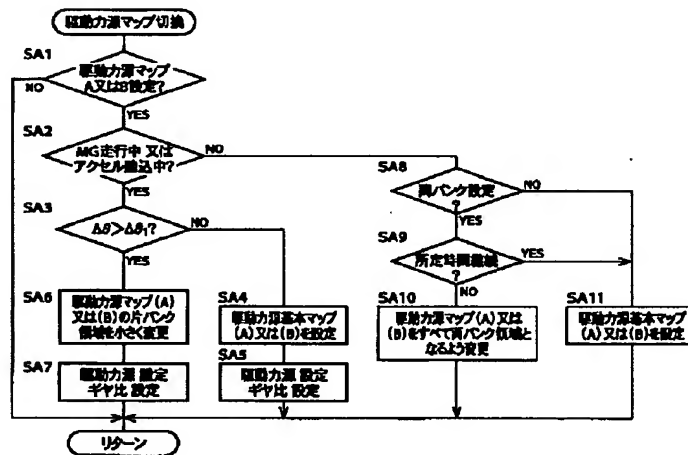 駆動力源マップ切換
SA1
駆動力源マップ
A又はB設定?
NO
YES
SA2
MG走行中 又は
アクセル踏込中?
NO
YES
SA3
Δθ>Δθ1?
NO
YES
SA8
両バンク設定
?
NO
YES
SA9
所定時間継続
?
YES
NO
SA6
駆動力源マップ(A)
又は(B)の片バンク
領域を小さく変更
SA4
駆動力源基本マップ
(A)又は(B)を設定
SA10
駆動力源マップ(A)又は
(B)をすべて両バンク領域と
なるよう変更
SA11
駆動力源基本マップ
(A)又は(B)を設定
SA7
駆動力源 設定
ギヤ比 設定
SA5
駆動力源 設定
ギヤ比 設定
リターン